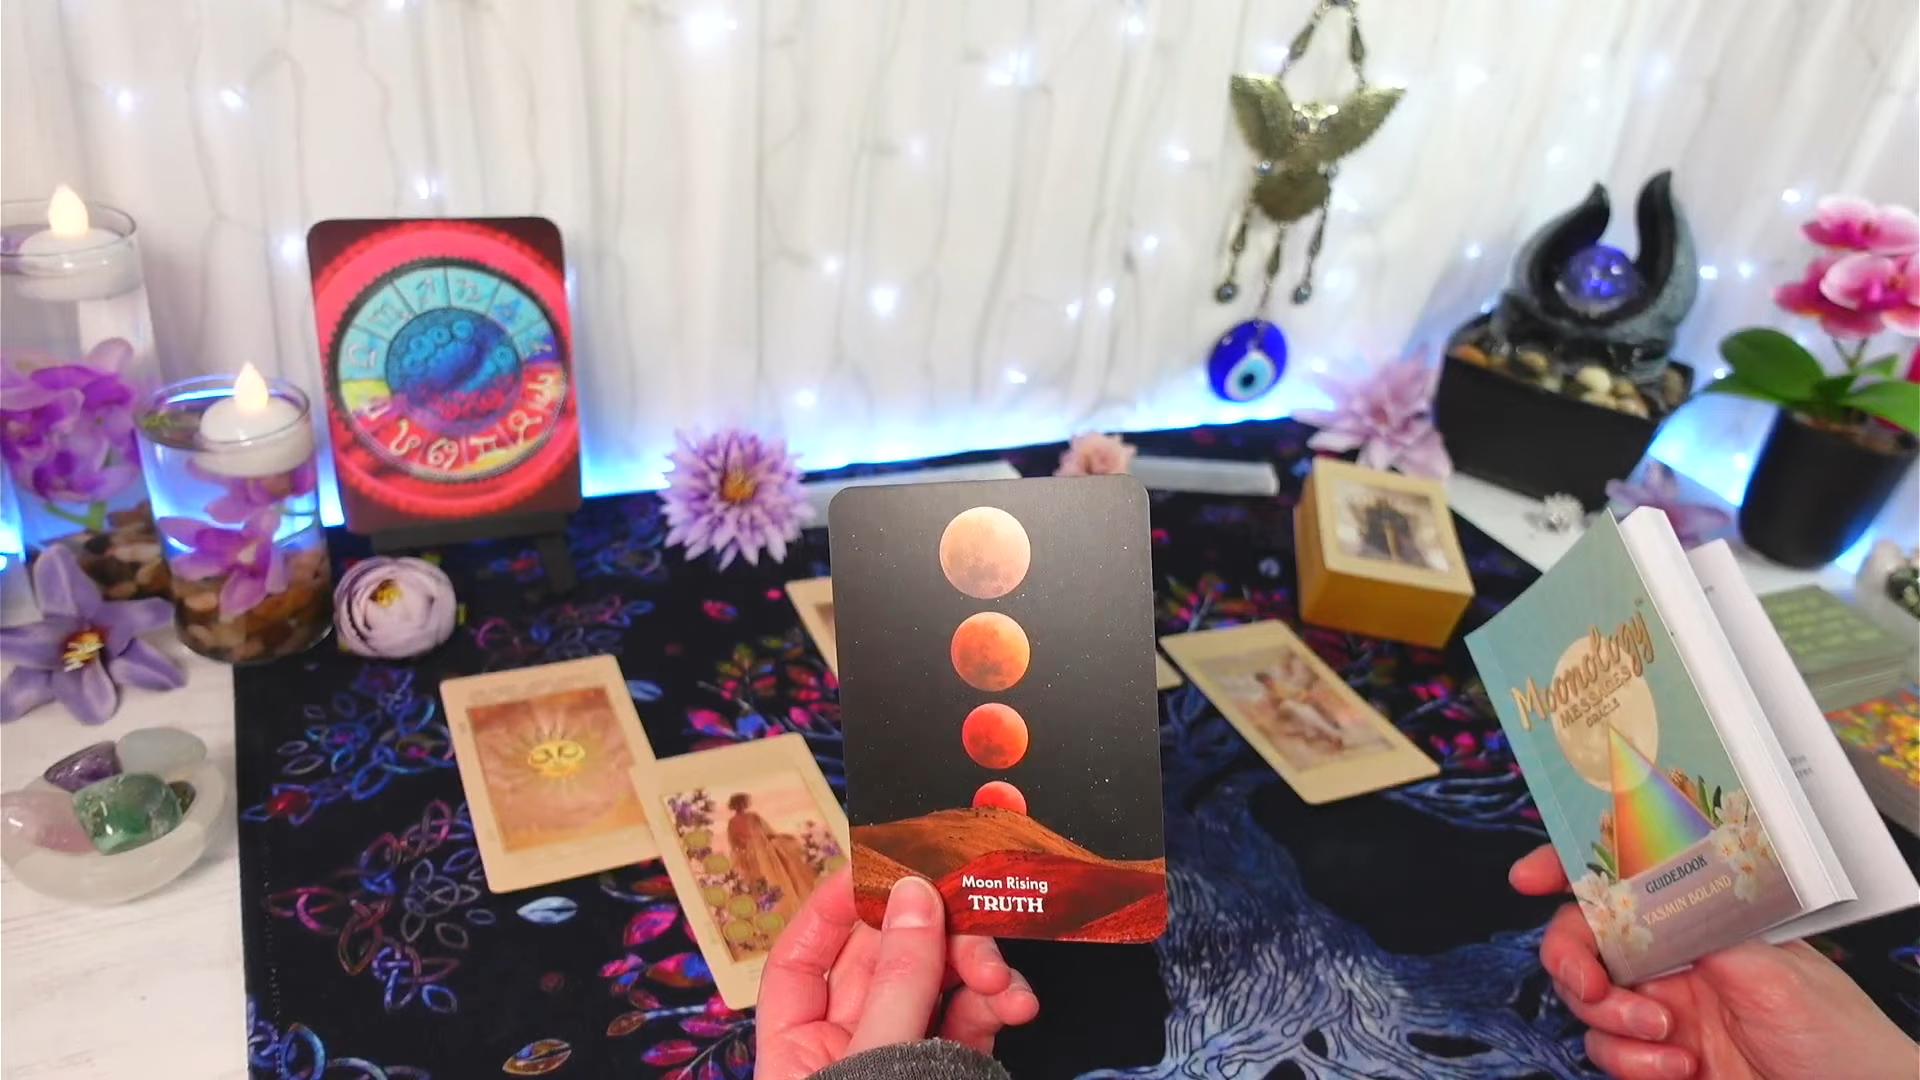 Moon Rising
TRUTH
Moonology
MESSAGES
ORACLE
GUIDEBOOK
YASMIN BOLAND